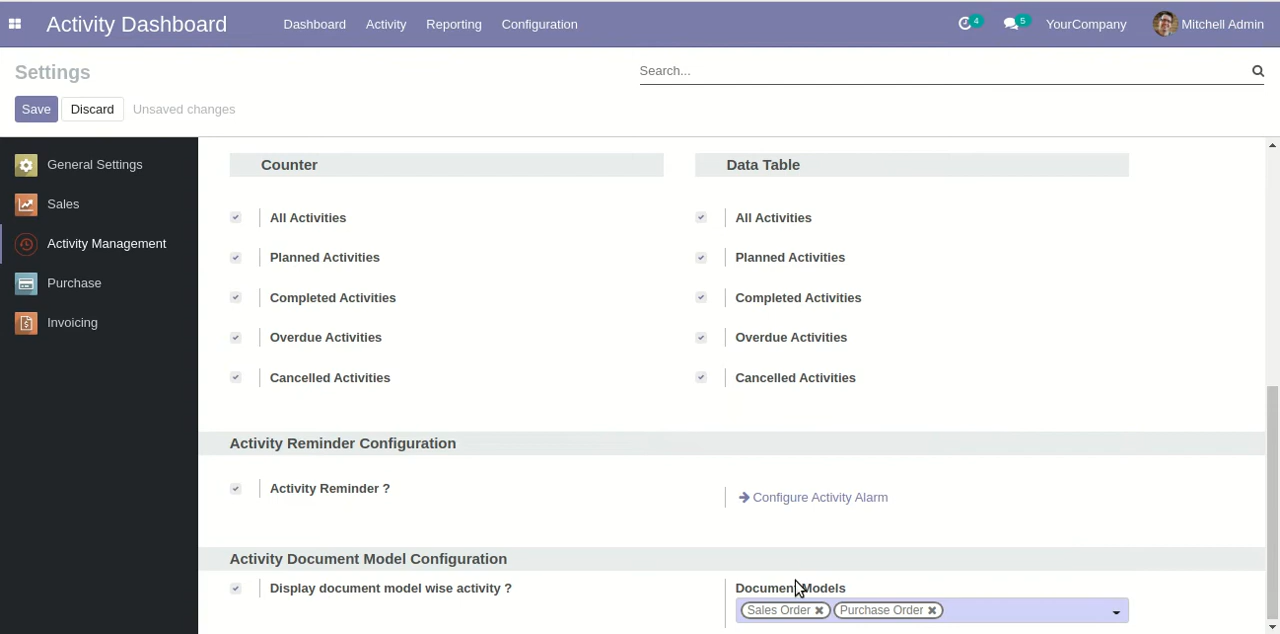 Activity Dashboard Dashboard Activity Reporting Configuration 4 5 YourCompany Mitchell Admin
Settings Search...
Save Discard Unsaved changes
General Settings
Sales
Activity Management
Purchase
Invoicing
Counter
All Activities
Planned Activities
Completed Activities
Overdue Activities
Cancelled Activities
Data Table
All Activities
Planned Activities
Completed Activities
Overdue Activities
Cancelled Activities
Activity Reminder Configuration
Activity Reminder ?
Configure Activity Alarm
Activity Document Model Configuration
Display document model wise activity ?
Document Models
Sales Order Purchase Order